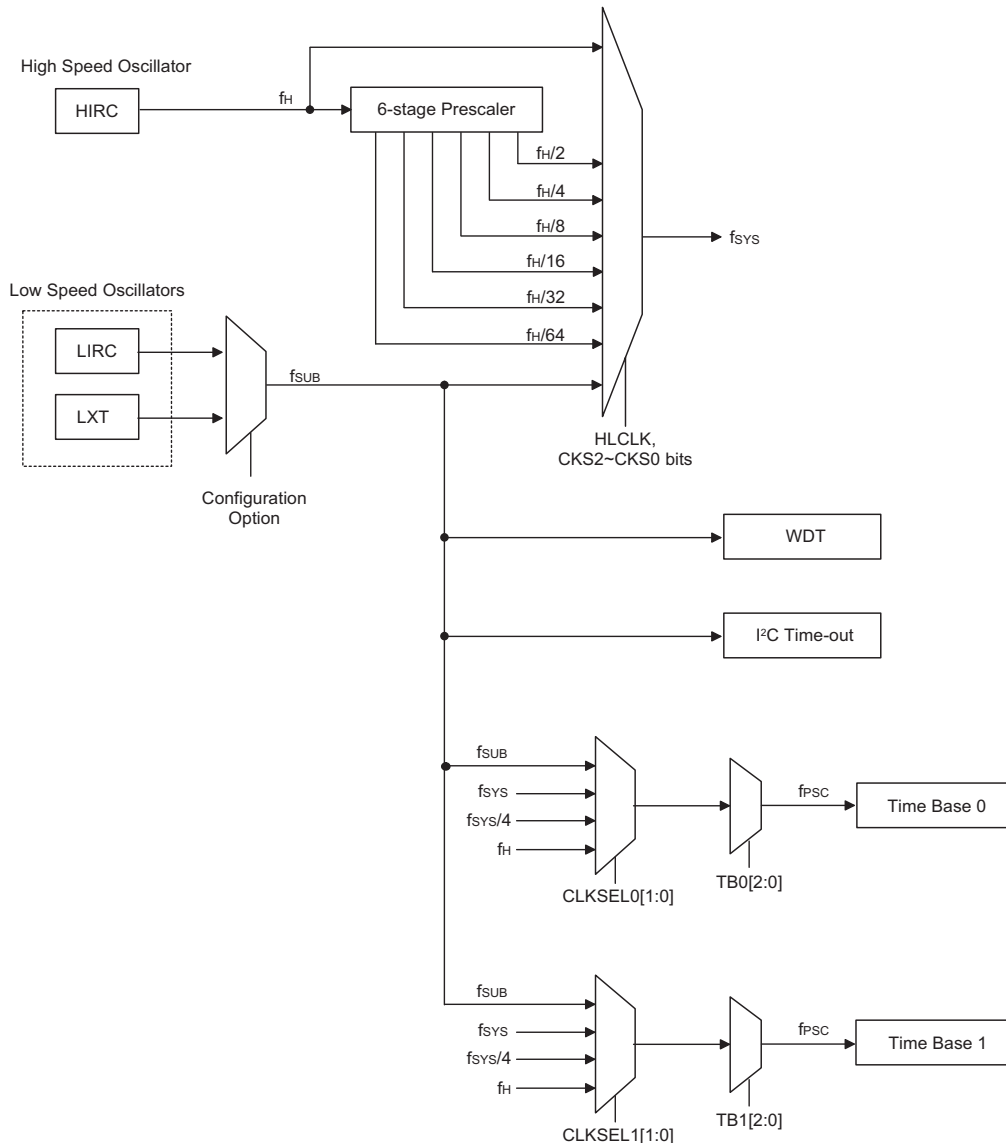 High Speed Oscillator
HIRC
fH
6-stage Prescaler
fH/2
fH/4
fH/8
fH/16
fH/32
fH/64
fSYS
Low Speed Oscillators
LIRC
LXT
fSUB
Configuration
Option
HLCLK,
CKS2~CKS0 bits
WDT
I²C Time-out
fSUB
fSYS
fSYS/4
fH
CLKSEL0[1:0]
TB0[2:0]
fPSC
Time Base 0
fSUB
fSYS
fSYS/4
fH
CLKSEL1[1:0]
TB1[2:0]
fPSC
Time Base 1